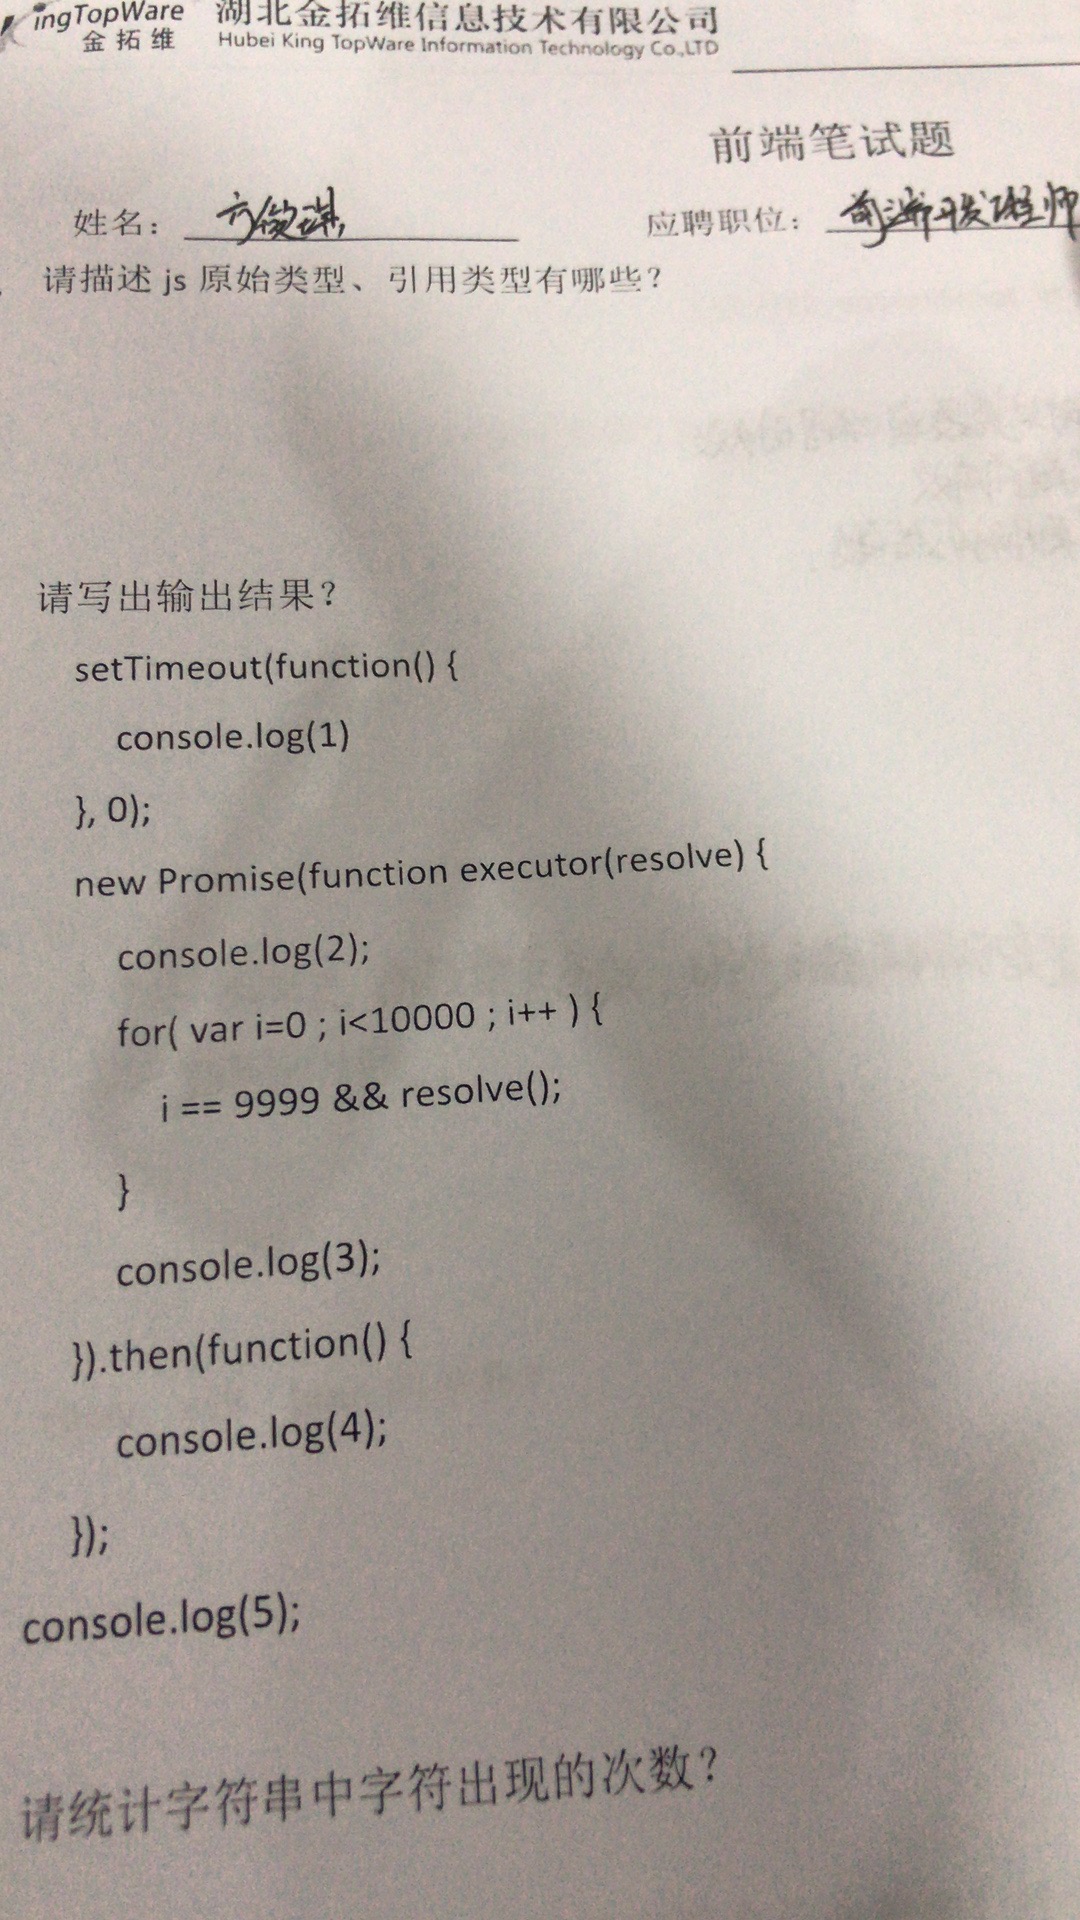 ingTopWare 湖北金拓维信息技术有限公司
金拓维 Hubei King TopWare Information Technology Co.,LTD
前端笔试题
姓名： 方俊琪 应聘职位： 前端开发工程师
请描述 js 原始类型、引用类型有哪些？
请写出输出结果？
setTimeout(function() {
console.log(1)
}, 0);
new Promise(function executor(resolve) {
console.log(2);
for( var i=0 ; i<10000 ; i++ ) {
i == 9999 && resolve();
}
console.log(3);
}).then(function() {
console.log(4);
});
console.log(5);
请统计字符串中字符出现的次数？